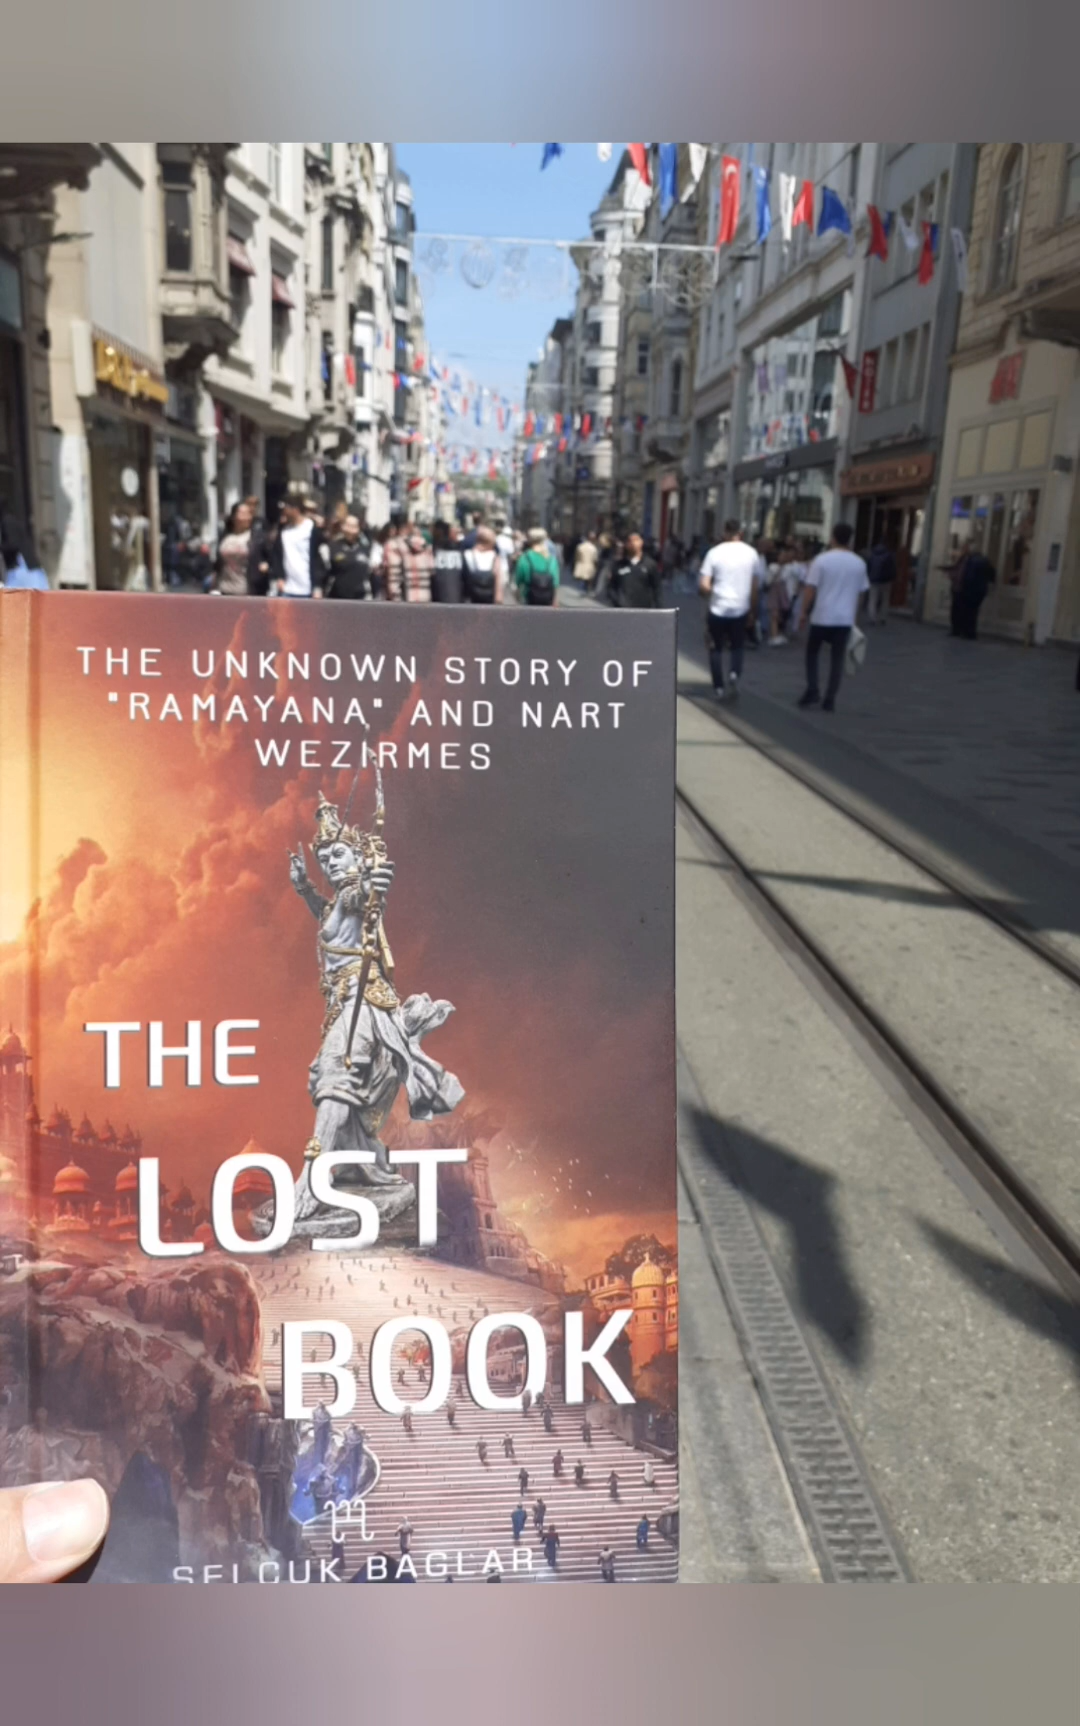 THE UNKNOWN STORY OF
"RAMAYANA" AND NART
WEZIRMES
THE
LOST
BOOK
SELCUK BAGLAR